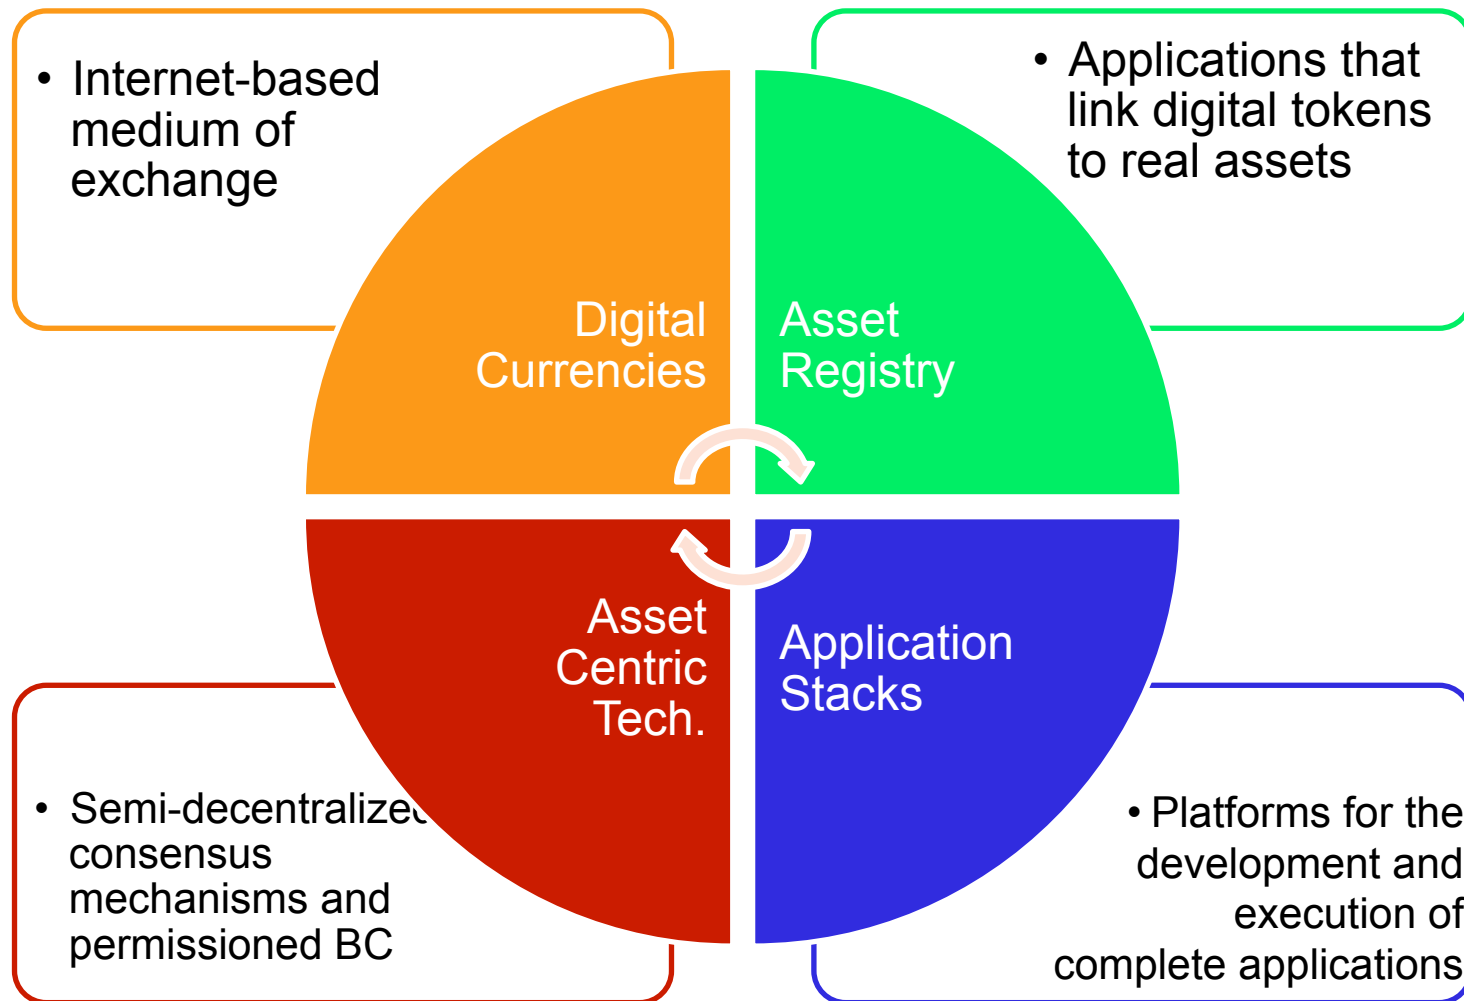 • Internet-based
medium of
exchange
• Applications that
link digital tokens
to real assets
Digital
Currencies
Asset
Registry
Asset
Centric
Tech.
Application
Stacks
• Semi-decentralized
consensus
mechanisms and
permissioned BC
• Platforms for the
development and
execution of
complete applications